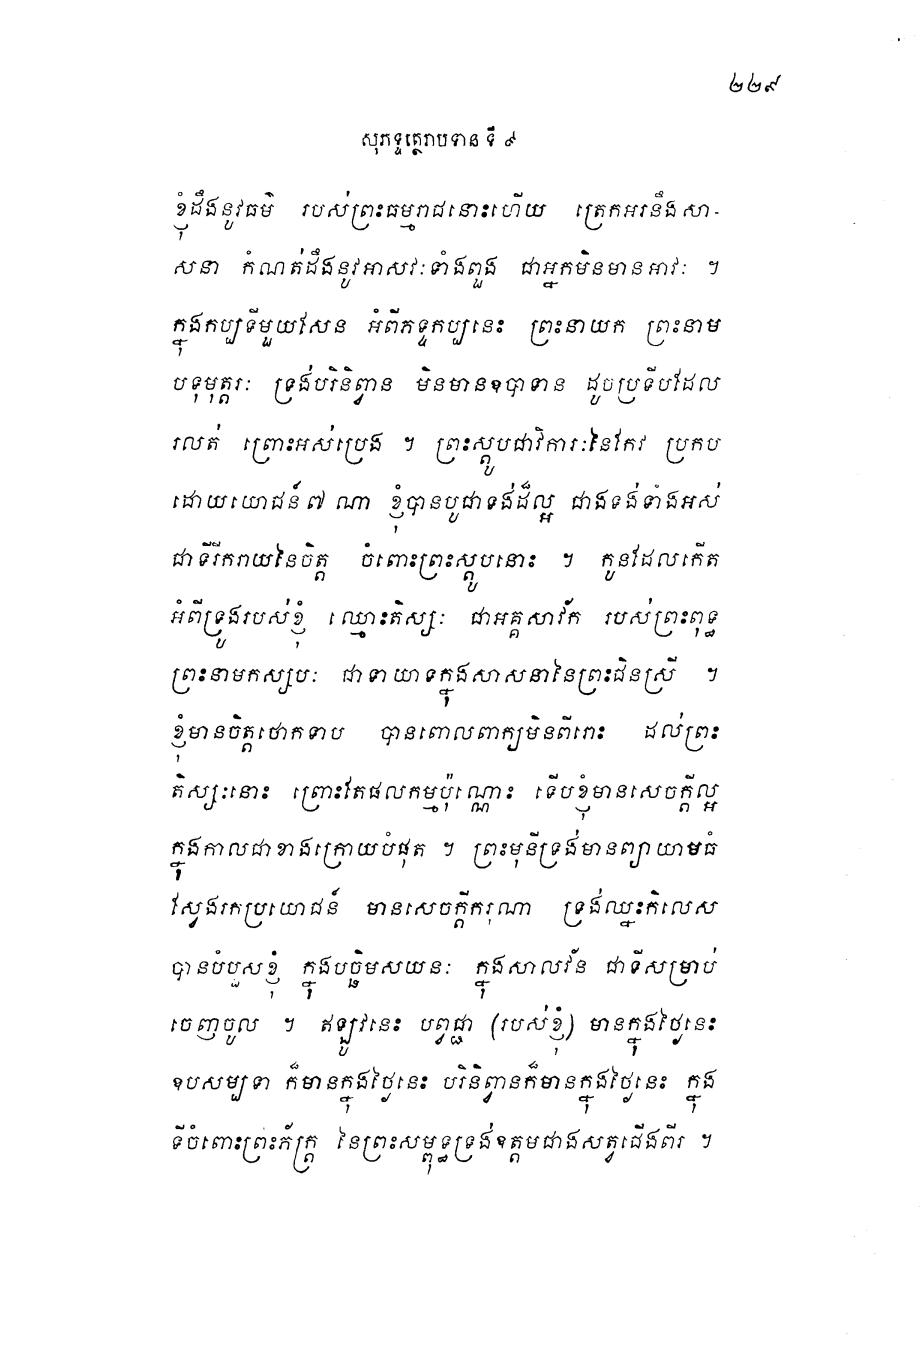 ២២៩
សុភទ្ទត្ថេរាបទាន ទី ៩
ខ្ញុំដឹងនូវធម៌ របស់ព្រះធម្មរាជនោះហើយ ត្រេកអរនឹងសា-
សនា កំណត់ដឹងនូវអាសវៈទាំងពួង ជាអ្នកមិនមានអាវៈ ។
ក្នុងកប្បទីមួយសែន អំពីភទ្ទកប្បនេះ ព្រះនាយក ព្រះនាម
បទុមុត្តរៈ ទ្រង់បរិនិព្វាន មិនមានឧបាទាន ដូចប្រទីបដែល
រលត់ ព្រោះអស់ប្រេង ។ ព្រះស្តូបជាវិការៈនៃកែវ ប្រកប
ដោយយោជន៍៧ ណា ខ្ញុំបានបូជាទង់ដ៏ល្អ ជាងទង់ទាំងអស់
ជាទីរីករាយនៃចិត្ត ចំពោះព្រះស្តូបនោះ ។ កូនដែលកើត
អំពីទ្រូងរបស់ខ្ញុំ ឈ្មោះតិស្សៈ ជាអគ្គសាវ័ក របស់ព្រះពុទ្ធ
ព្រះនាមកស្សបៈ ជាទាយាទក្នុងសាសនានៃព្រះជិនស្រី ។
ខ្ញុំមានចិត្តថោកទាប បានពោលពាក្យមិនពីរោះ ដល់ព្រះ
តិស្សៈនោះ ព្រោះតែផលកម្មប៉ុណ្ណោះ ទើបខ្ញុំមានសេចក្តីល្អ
ក្នុងកាលជាខាងក្រោយបំផុត ។ ព្រះមុនីទ្រង់មានព្យាយាមធំ
ស្វែងរកប្រយោជន៍ មានសេចក្តីករុណា ទ្រង់ឈ្នះកិលេស
បានបំបួសខ្ញុំ ក្នុងបច្ឆិមសយនៈ ក្នុងសាលវ័ន ជាទីសម្រាប់
ចេញចូល ។ ឥឡូវនេះ បព្វជ្ជា (របស់ខ្ញុំ) មានក្នុងថ្ងៃនេះ
ឧបសម្បទា ក៏មានក្នុងថ្ងៃនេះ បរិនិព្វានក៏មានក្នុងថ្ងៃនេះ ក្នុង
ទីចំពោះព្រះភ័ក្ត្រ នៃព្រះសម្ពុទ្ធទ្រង់ឧត្តមជាងសត្វជើងពីរ ។